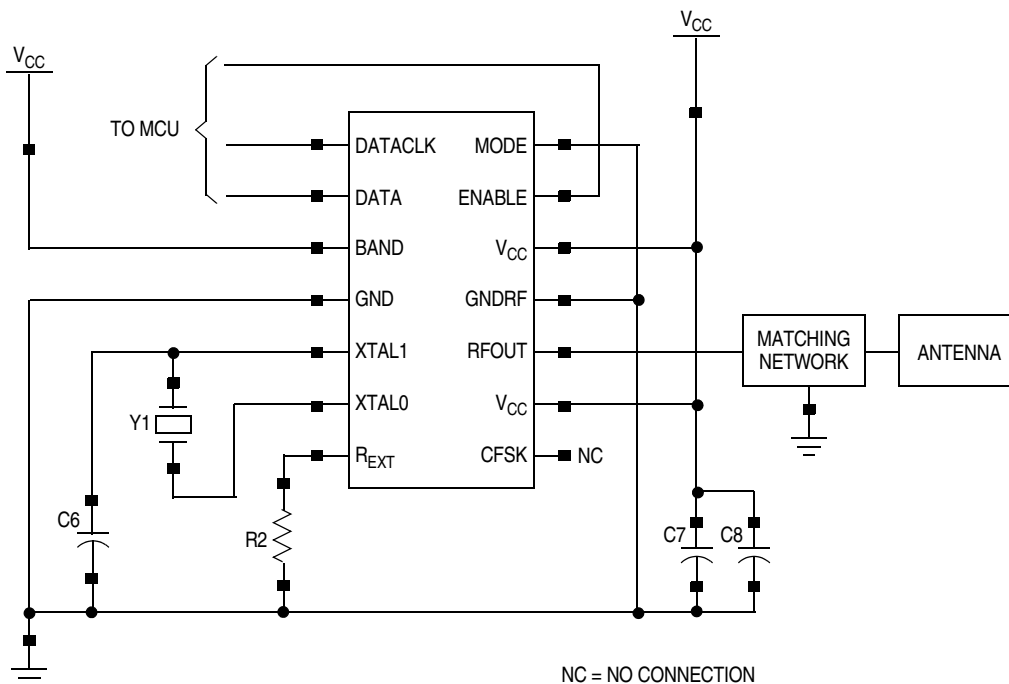 VCC
VCC
TO MCU
DATACLK
MODE
DATA
ENABLE
BAND
VCC
GND
GNDRF
XTAL1
RFOUT
MATCHING
NETWORK
ANTENNA
XTAL0
VCC
Y1
REXT
CFSK
NC
C6
R2
C7
C8
NC = NO CONNECTION